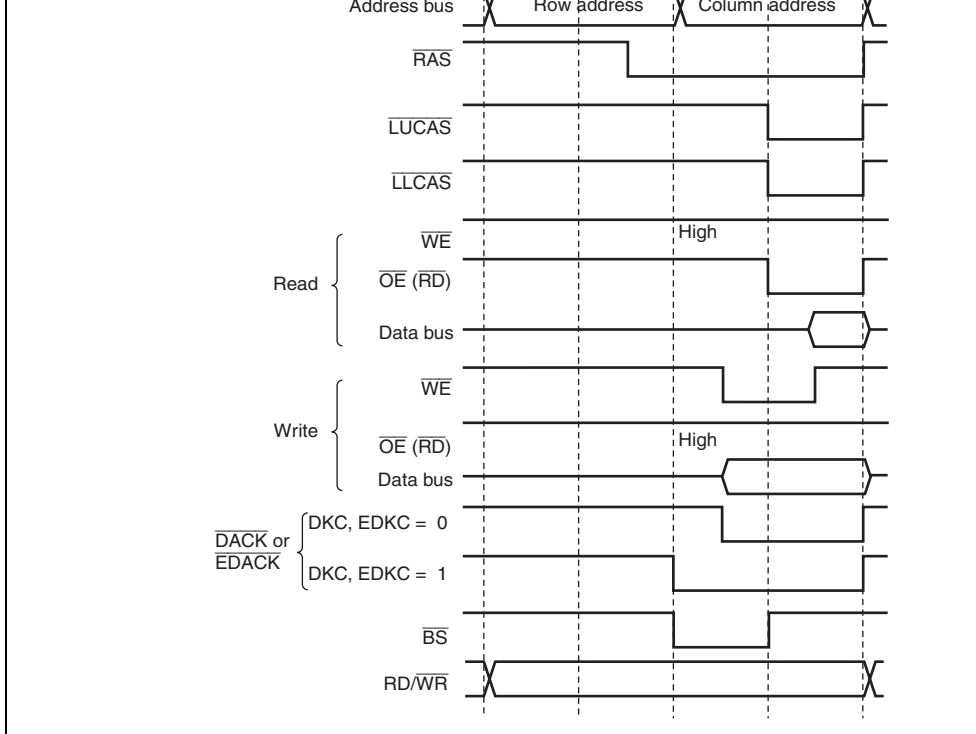 Address bus Row address Column address
RAS
LUCAS
LLCAS
WE High
Read OE (RD)
Data bus
WE
Write OE (RD) High
Data bus
DACK or
EDACK
DKC, EDKC = 0
DKC, EDKC = 1
BS
RD/WR